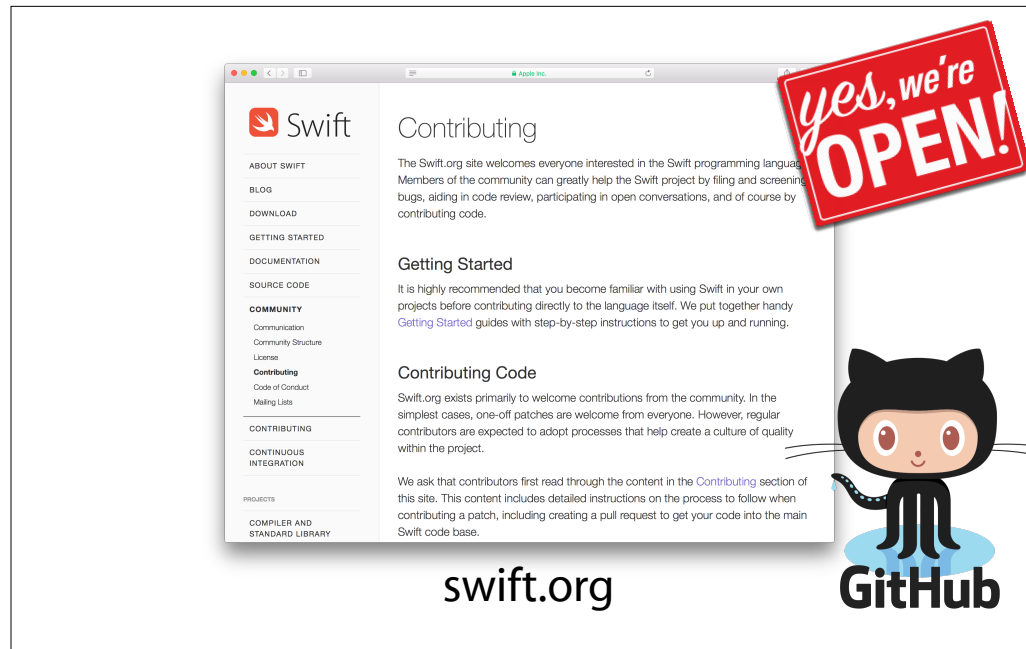 Apple Inc.
Swift
ABOUT SWIFT
BLOG
DOWNLOAD
GETTING STARTED
DOCUMENTATION
SOURCE CODE
COMMUNITY
Communication
Community Structure
License
Contributing
Code of Conduct
Mailing Lists
CONTRIBUTING
CONTINUOUS
INTEGRATION
PROJECTS
COMPILER AND
STANDARD LIBRARY
Contributing
The Swift.org site welcomes everyone interested in the Swift programming
Members of the community can greatly help the Swift project by filing and screening
bugs, aiding in code review, participating in open conversations, and of course by
contributing code.
Getting Started
It is highly recommended that you become familiar with using Swift in your own
projects before contributing directly to the language itself. We put together handy
Getting Started guides with step-by-step instructions to get you up and running.
Contributing Code
Swift.org exists primarily to welcome contributions from the community. In the
simplest cases, one-off patches are welcome from everyone. However, regular
contributors are expected to adopt processes that help create a culture of quality
within the project.
We ask that contributors first read through the content in the Contributing section of
this site. This content includes detailed instructions on the process to follow when
contributing a patch, including creating a pull request to get your code into the main
Swift code base.
yes, we're
OPEN!
GitHub
swift.org